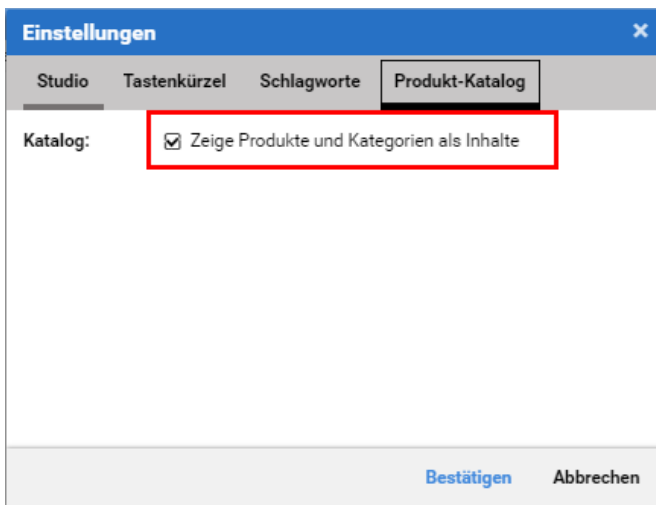 Einstellungen
Studio Tastenkürzel Schlagworte Produkt-Katalog
Katalog: Zeige Produkte und Kategorien als Inhalte
Bestätigen Abbrechen